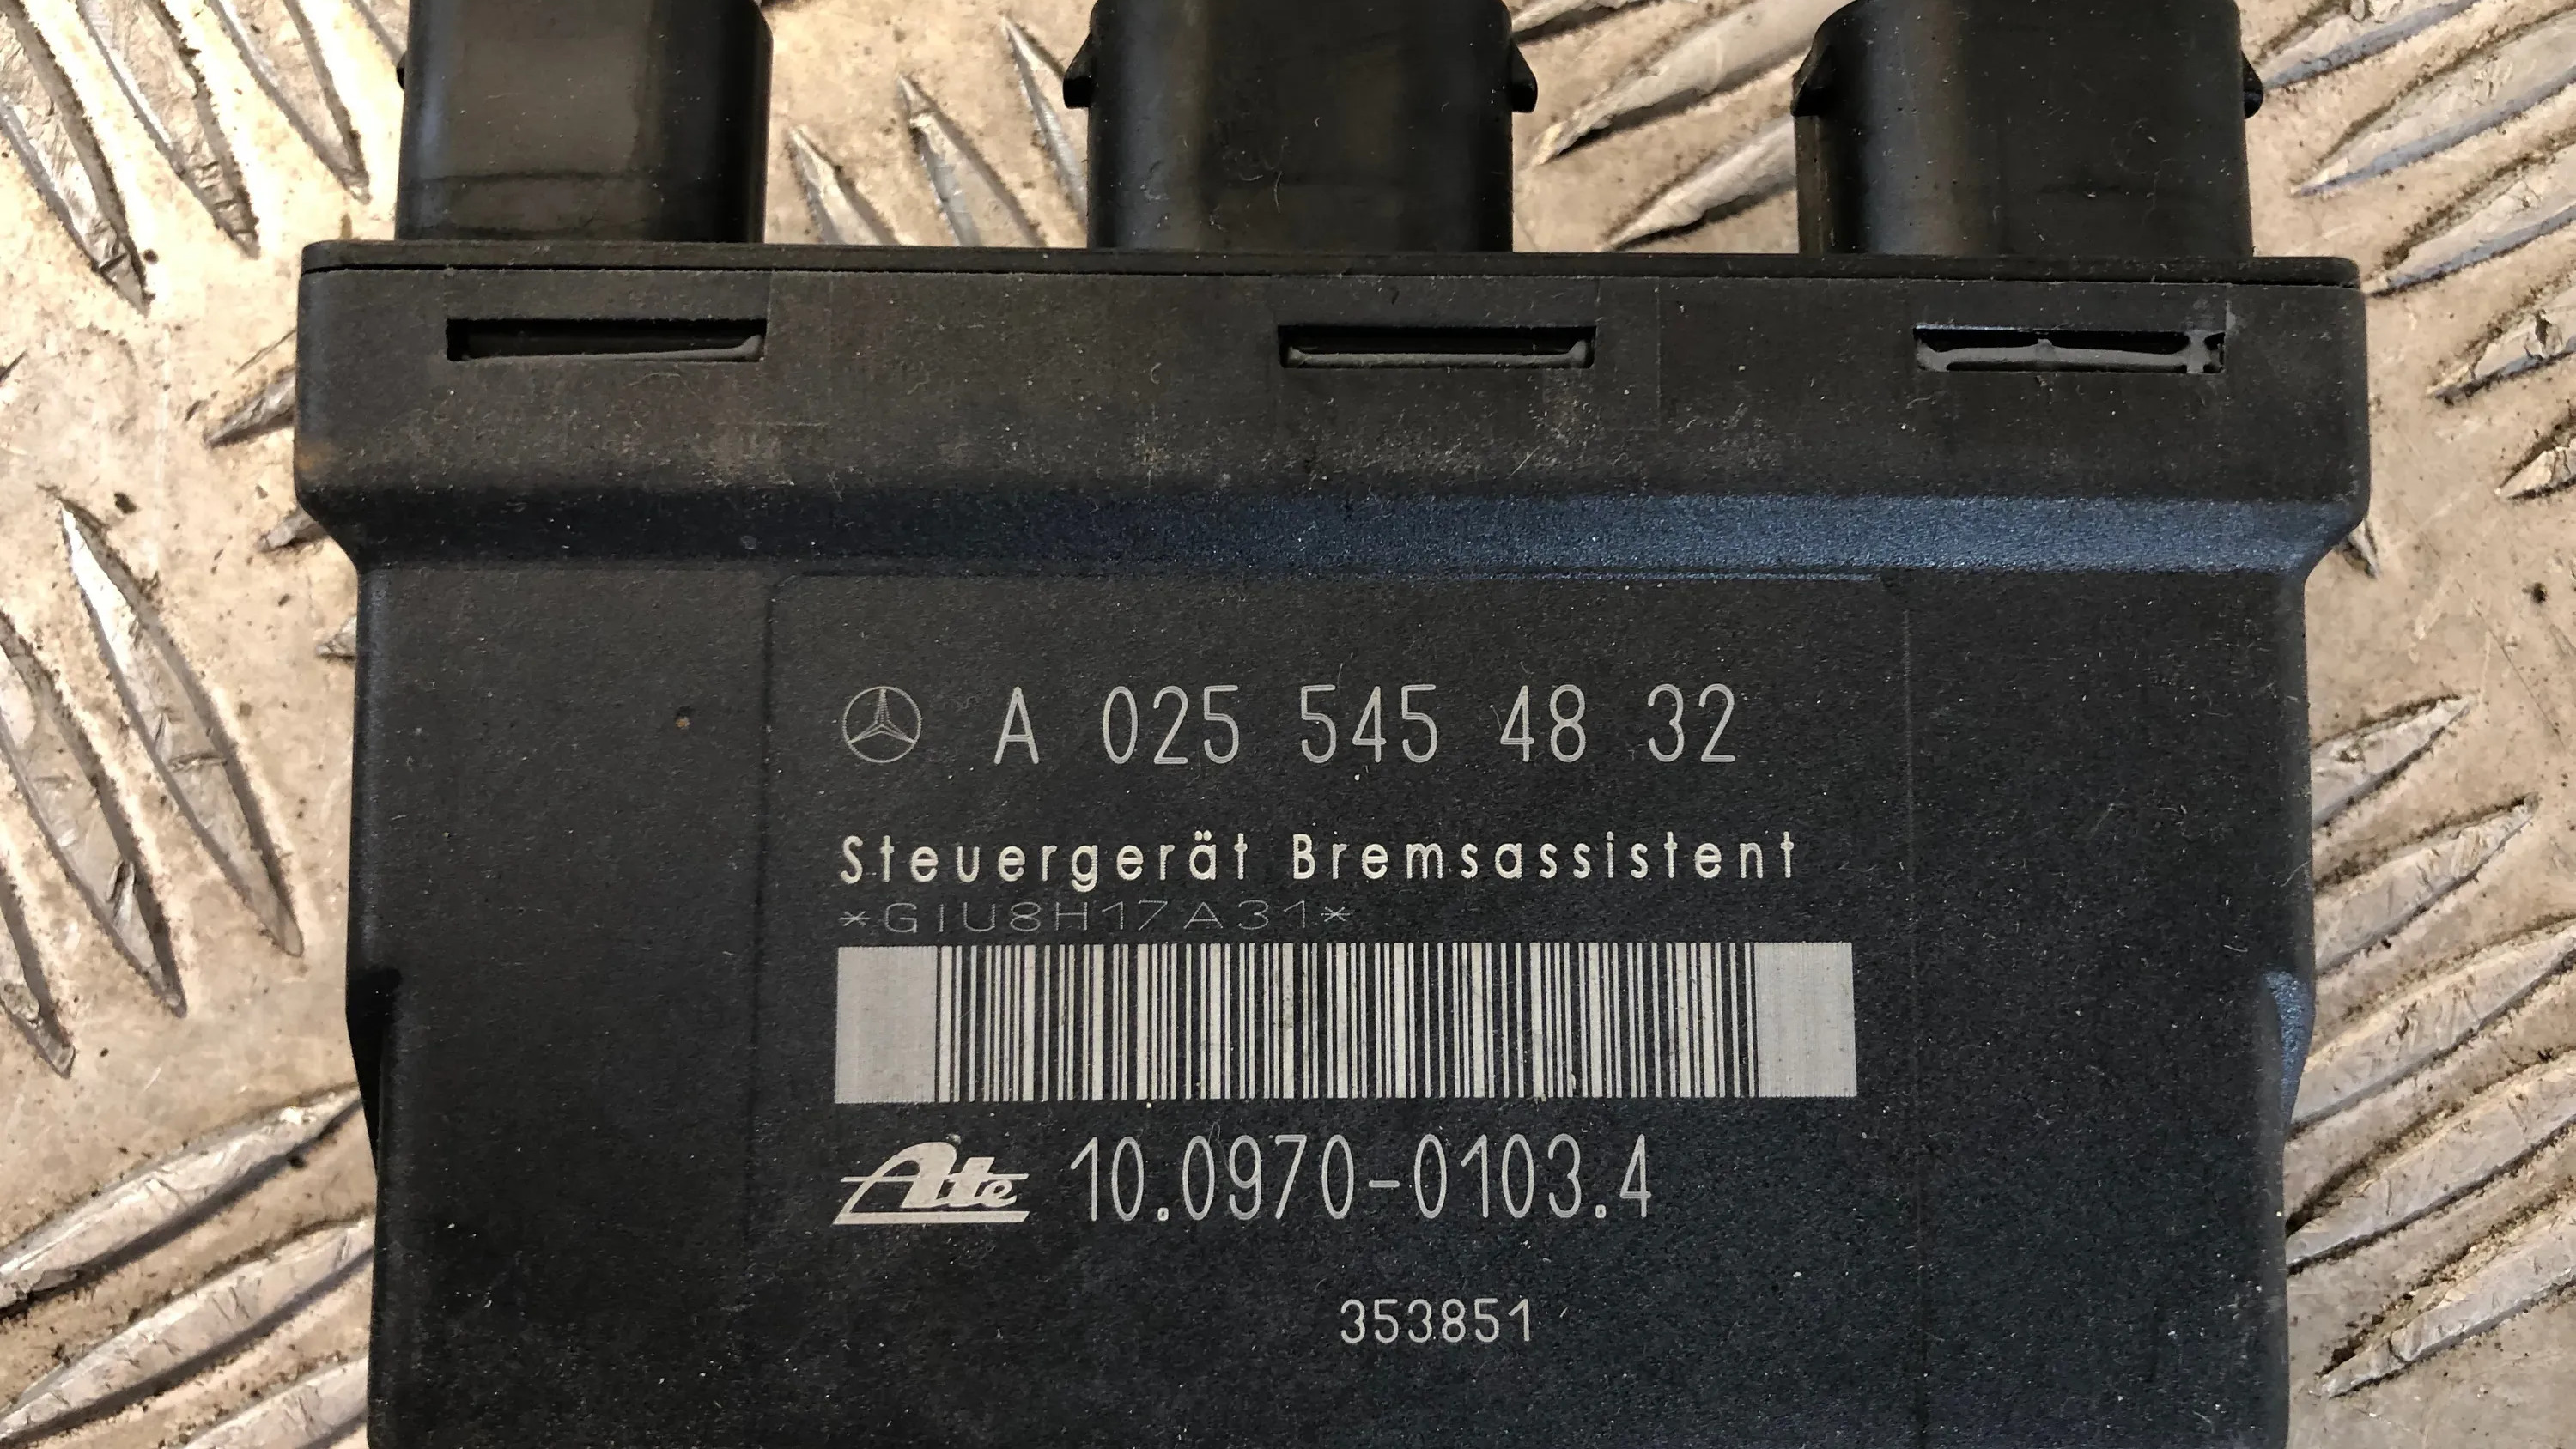 A 025 545 48 32
Steuergerät Bremsassistent
*GIU8H17A31*
Ate 10.0970-0103.4
353851